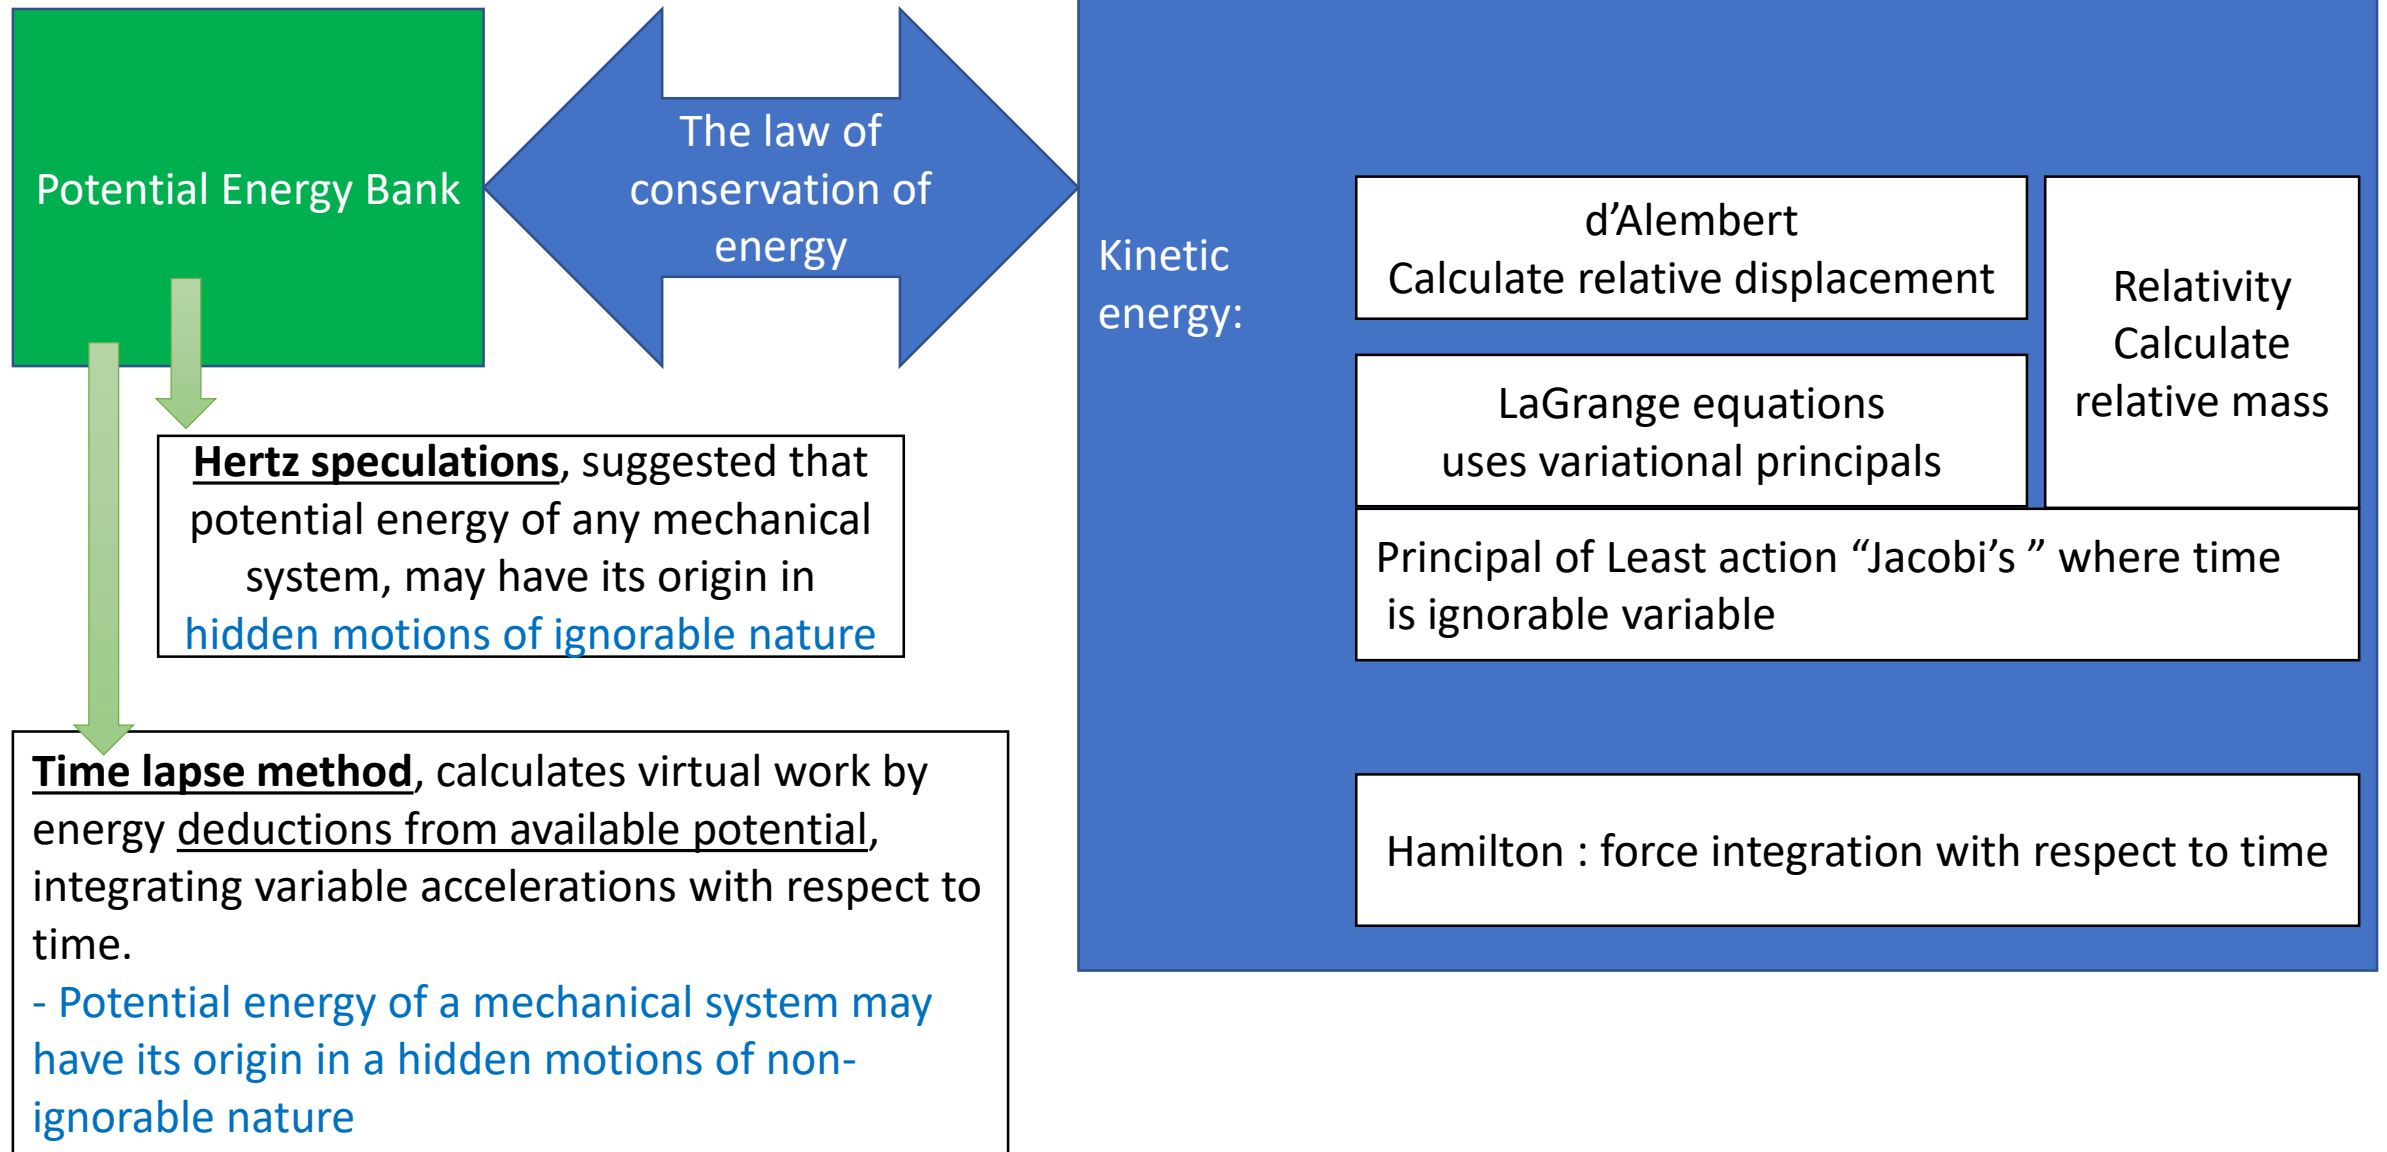 Potential Energy Bank
The law of
conservation of
energy
Kinetic
energy:
d’Alembert
Calculate relative displacement
Relativity
Calculate
relative mass
LaGrange equations
uses variational principals
Principal of Least action “Jacobi’s ” where time
is ignorable variable
Hamilton : force integration with respect to time
Hertz speculations, suggested that
potential energy of any mechanical
system, may have its origin in
hidden motions of ignorable nature
Time lapse method, calculates virtual work by
energy deductions from available potential,
integrating variable accelerations with respect to
time.
- Potential energy of a mechanical system may
have its origin in a hidden motions of non-
ignorable nature